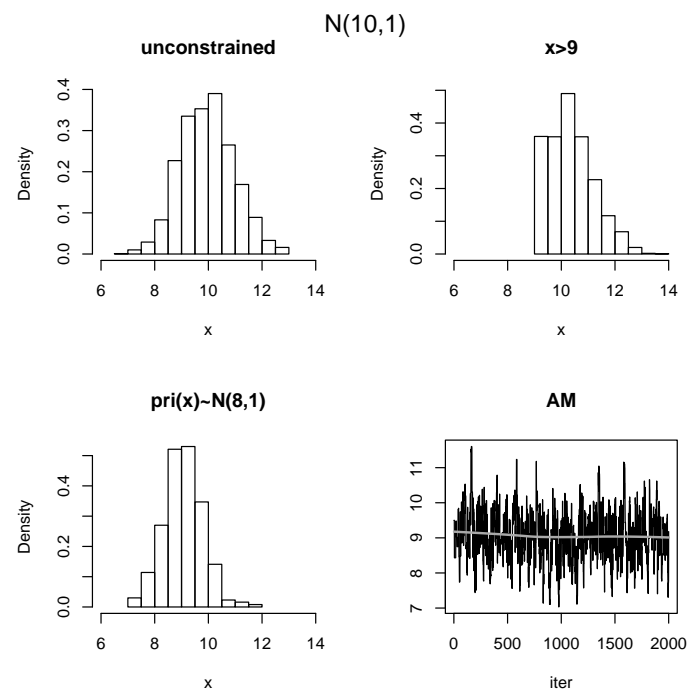 N(10,1)
unconstrained
Density
0.0 0.1 0.2 0.3 0.4
6 8 10 12 14
x
x>9
Density
0.0 0.2 0.4
6 8 10 12 14
x
pri(x)~N(8,1)
Density
0.0 0.2 0.4
6 8 10 12 14
x
AM
7 8 9 10 11
0 500 1000 1500 2000
iter